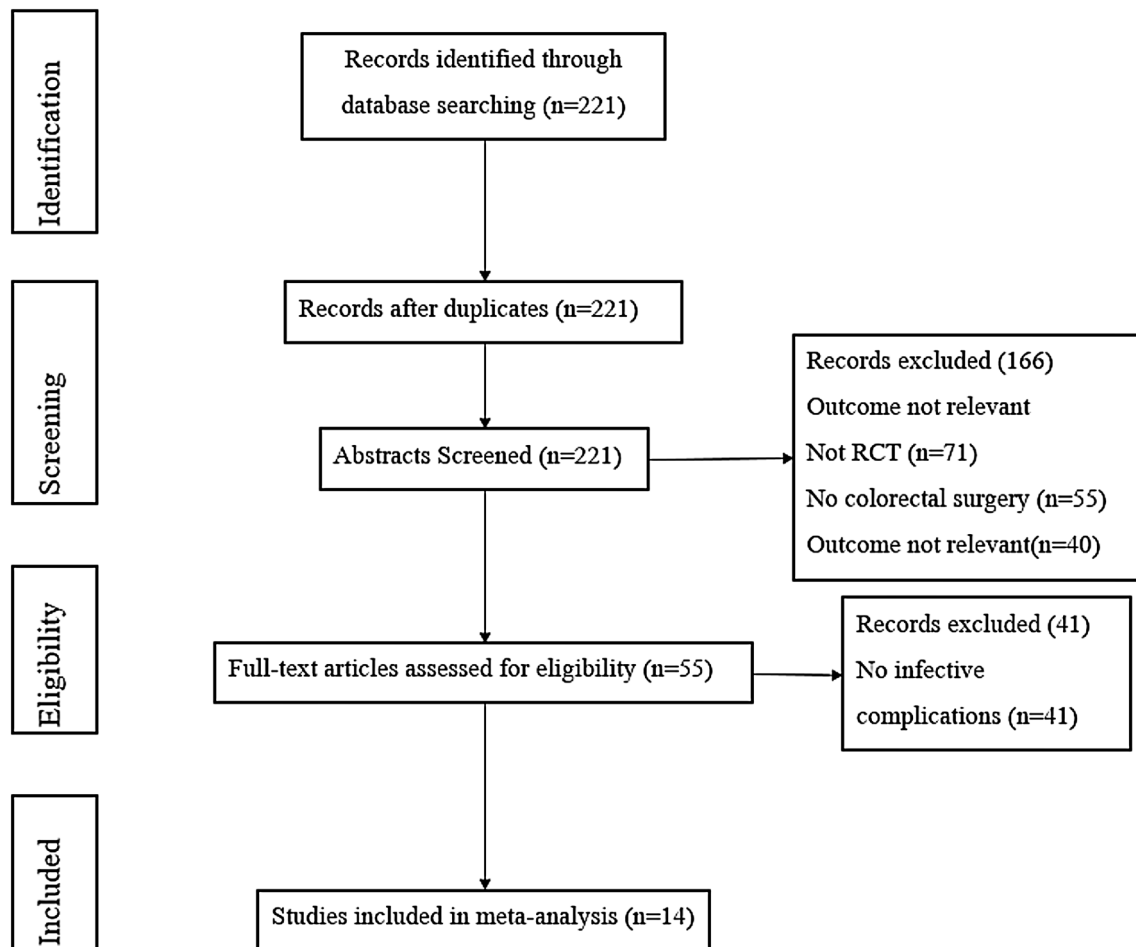 Identification
Records identified through
database searching (n=221)
Screening
Records after duplicates (n=221)
Abstracts Screened (n=221)
Records excluded (166)
Outcome not relevant
Not RCT (n=71)
No colorectal surgery (n=55)
Outcome not relevant(n=40)
Eligibility
Full-text articles assessed for eligibility (n=55)
Records excluded (41)
No infective
complications (n=41)
Included
Studies included in meta-analysis (n=14)